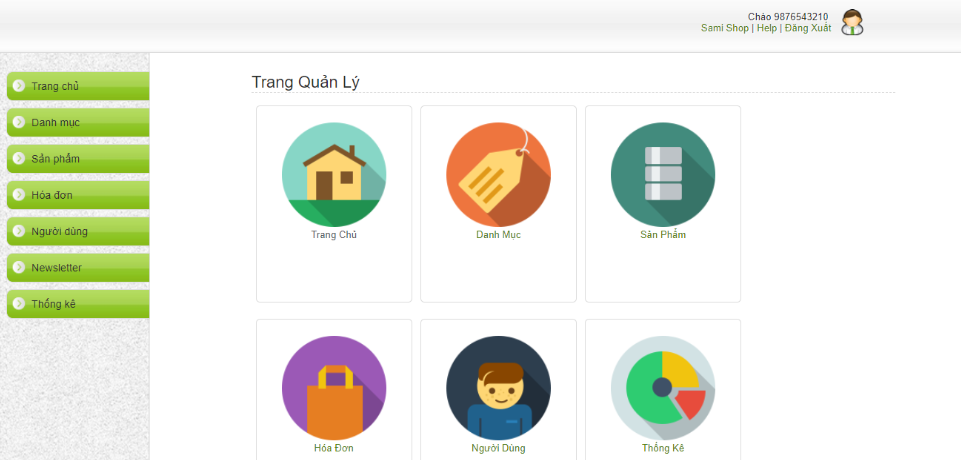 Chào 9876543210
Sami Shop | Help | Đăng Xuất
Trang chủ
Danh mục
Sản phẩm
Hóa đơn
Người dùng
Newsletter
Thống kê
Trang Quản Lý
Trang Chủ
Danh Mục
Sản Phẩm
Hóa Đơn
Người Dùng
Thống Kê